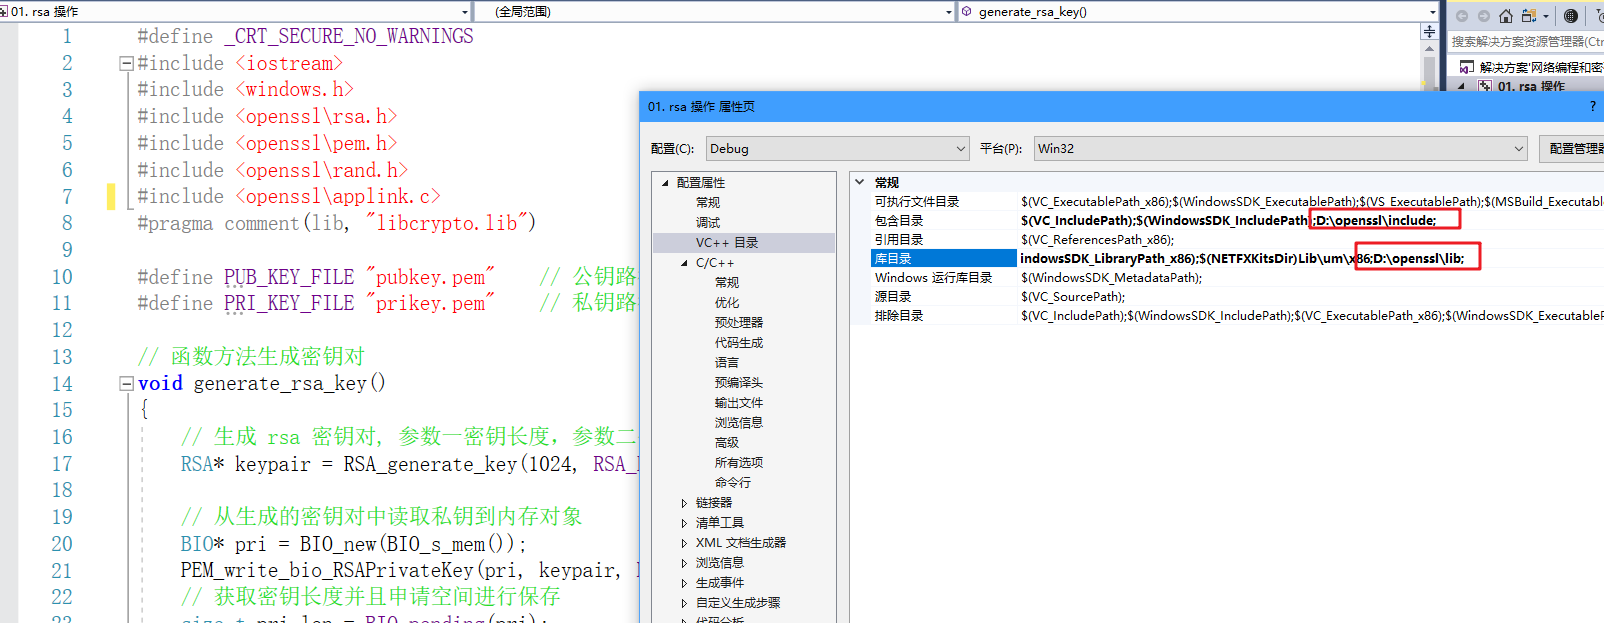 01. rsa 操作
(全局范围)
generate_rsa_key()
1 #define _CRT_SECURE_NO_WARNINGS
2 #include <iostream>
3 #include <windows.h>
4 #include <openssl\rsa.h>
5 #include <openssl\pem.h>
6 #include <openssl\rand.h>
7 #include <openssl\applink.c>
8 #pragma comment(lib, "libcrypto.lib")
9
10 #define PUB_KEY_FILE "pubkey.pem" // 公钥路
11 #define PRI_KEY_FILE "prikey.pem" // 私钥路
12
13 // 函数方法生成密钥对
14 void generate_rsa_key()
15 {
16 // 生成 rsa 密钥对, 参数一密钥长度, 参数二
17 RSA* keypair = RSA_generate_key(1024, RSA_
18
19 // 从生成的密钥对中读取私钥到内存对象
20 BIO* pri = BIO_new(BIO_s_mem());
21 PEM_write_bio_RSAPrivateKey(pri, keypair,
22 // 获取密钥长度并且申请空间进行保存
23 size_t pri_len = BIO_pending(pri);
搜索解决方案资源管理器(Ctr
解决方案'网络编程和密
01. rsa 操作
01. rsa 操作 属性页
?
配置(C):
Debug
平台(P):
Win32
配置管理器
配置属性
常规
调试
VC++ 目录
C/C++
常规
优化
预处理器
代码生成
语言
预编译头
输出文件
浏览信息
高级
所有选项
命令行
链接器
清单工具
XML 文档生成器
浏览信息
生成事件
自定义生成步骤
代码分析
常规
可执行文件目录 $(VC_ExecutablePath_x86);$(WindowsSDK_ExecutablePath);$(VS_ExecutablePath);$(MSBuild_Executabl
包含目录 $(VC_IncludePath);$(WindowsSDK_IncludePath);D:\openssl\include;
引用目录 $(VC_ReferencesPath_x86);
库目录 indowsSDK_LibraryPath_x86);$(NETFXKitsDir)Lib\um\x86;D:\openssl\lib;
Windows 运行库目录 $(WindowsSDK_MetadataPath);
源目录 $(VC_SourcePath);
排除目录 $(VC_IncludePath);$(WindowsSDK_IncludePath);$(VC_ExecutablePath_x86);$(WindowsSDK_ExecutableP